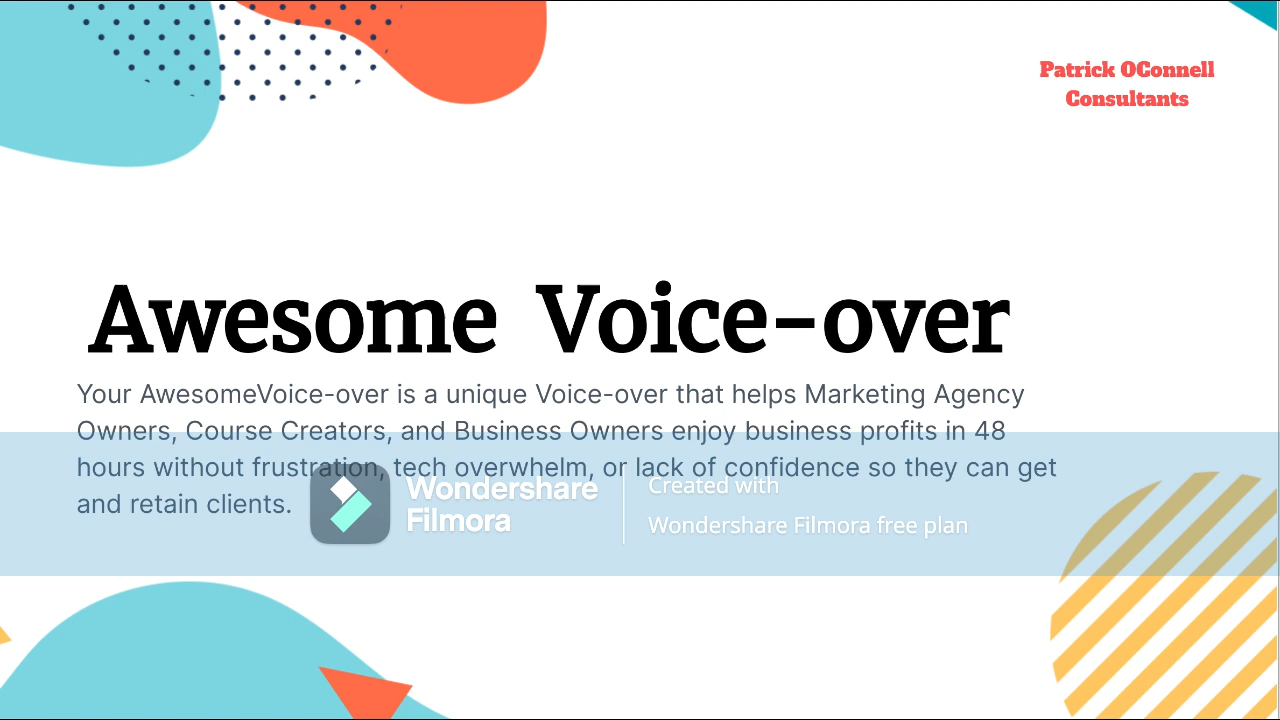 Patrick OConnell
Consultants
Awesome Voice-over
Your AwesomeVoice-over is a unique Voice-over that helps Marketing Agency
Owners, Course Creators, and Business Owners enjoy business profits in 48
hours without frustration, tech overwhelm, or lack of confidence so they can get
and retain clients.
Wondershare
Filmora
Created with
Wondershare Filmora free plan